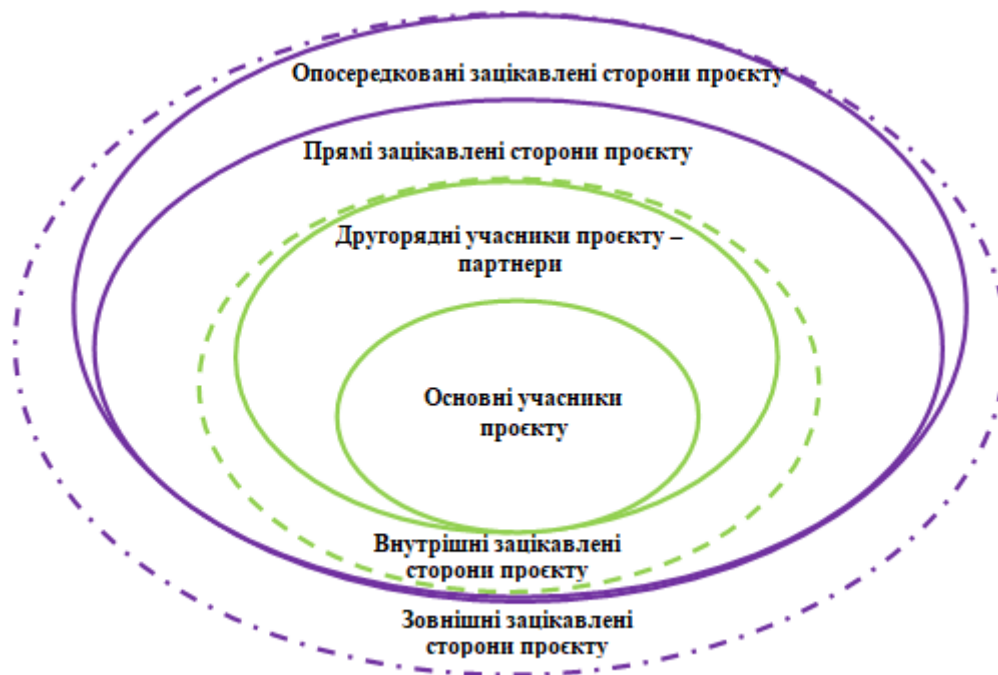 Опосередковані зацікавлені сторони проєкту
Прямі зацікавлені сторони проєкту
Другорядні учасники проєкту –
партнери
Основні учасники
проєкту
Внутрішні зацікавлені
сторони проєкту
Зовнішні зацікавлені
сторони проєкту